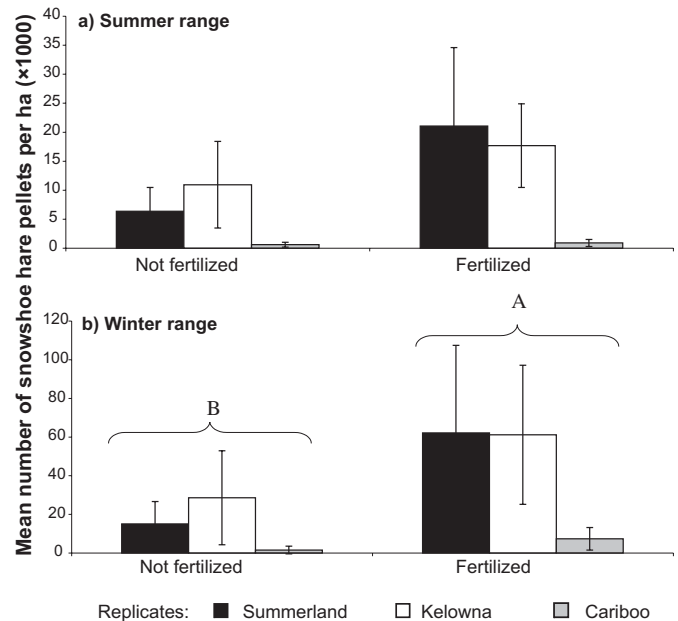 Mean number of snowshoe hare pellets per ha (×1000)
a) Summer range
40
35
30
25
20
15
10
5
0
Not fertilized Fertilized
b) Winter range
A
B
120
100
80
60
40
20
0
Not fertilized Fertilized
Replicates: Summerland Kelowna Cariboo